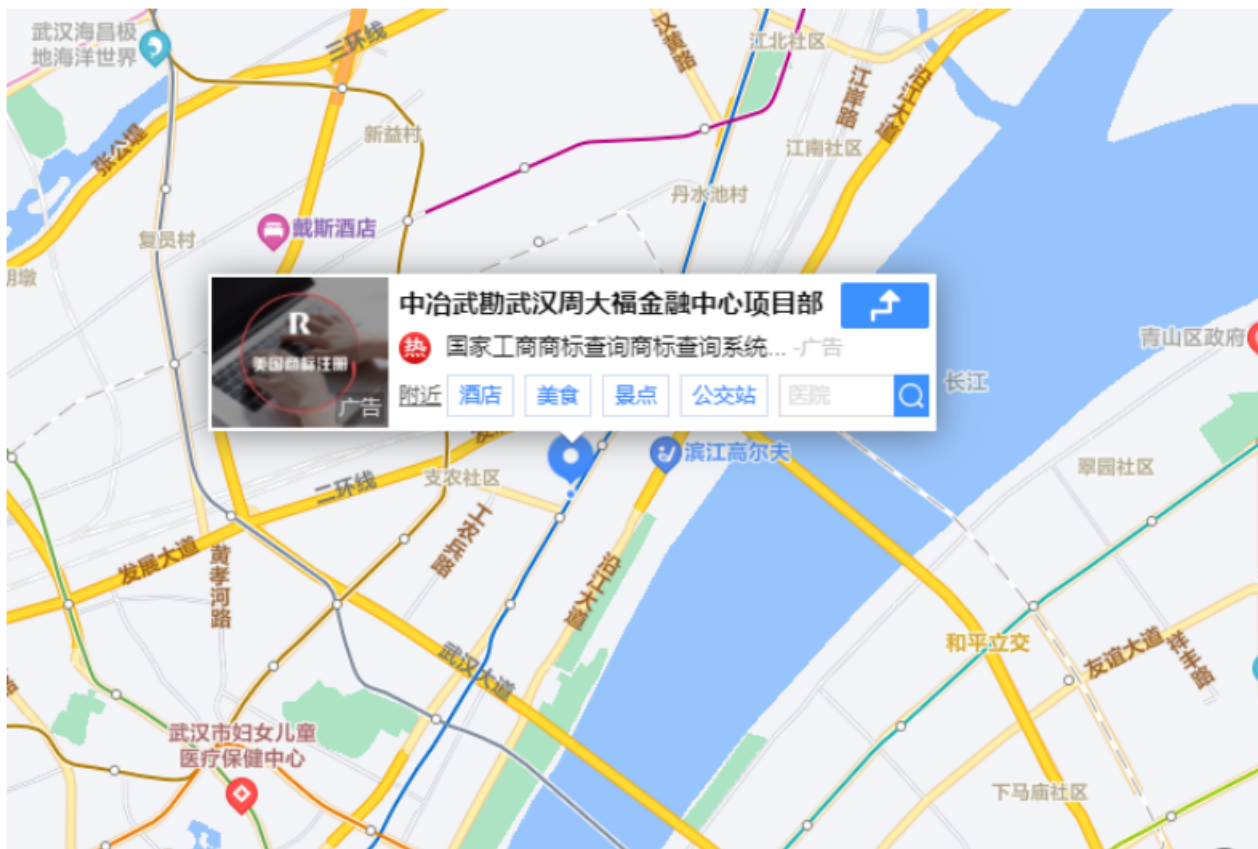 武汉海昌极
地海洋世界
三环线
汉黄路
江北社区
江岸路
沿江大道
张公堤
新益村
江南社区
丹水池村
复员村
戴斯酒店
中冶武勘武汉周大福金融中心项目部
热 国家工商商标查询商标查询系统... -广告
R
美国商标注册
广告
附近 酒店 美食 景点 公交站 医院
青山区政府
长江
滨江高尔夫
支农社区
二环线
翠园社区
工农兵路
发展大道
黄孝河路
沿江大道
和平立交
友谊大道
祥丰路
武汉大道
武汉市妇女儿童
医疗保健中心
下马庙社区